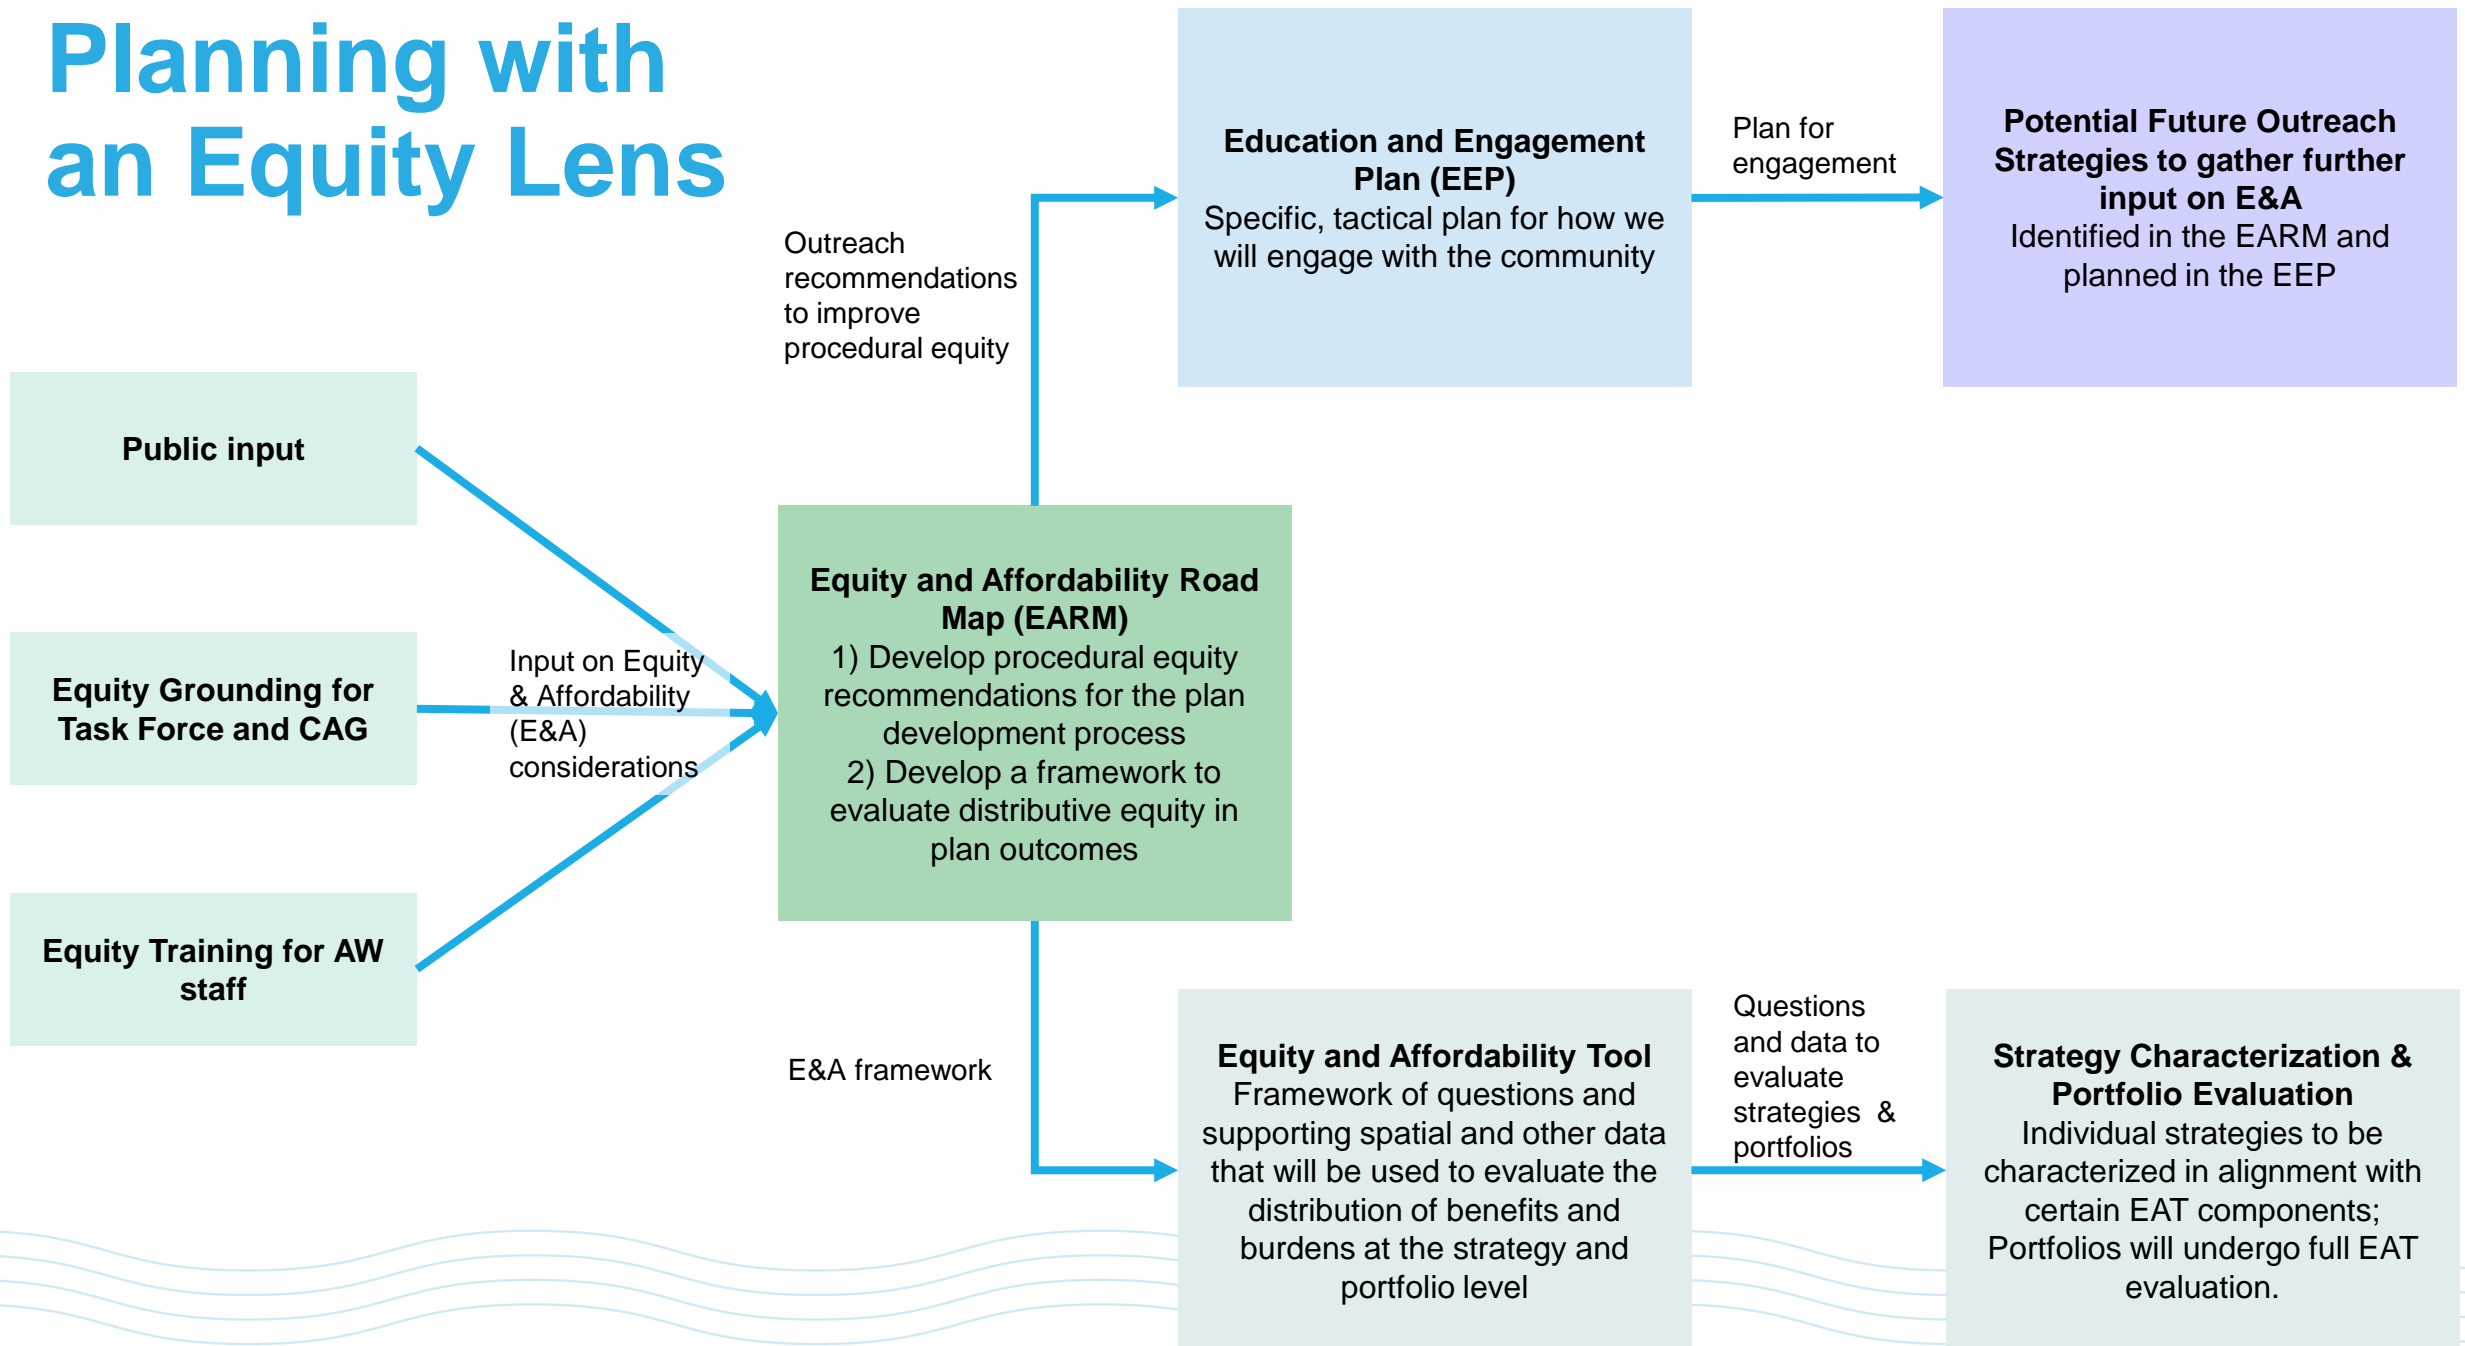 Planning with
an Equity Lens
Public input
Equity Grounding for
Task Force and CAG
Equity Training for AW
staff
Input on Equity
& Affordability
(E&A)
considerations
Equity and Affordability Road
Map (EARM)
1) Develop procedural equity
recommendations for the plan
development process
2) Develop a framework to
evaluate distributive equity in
plan outcomes
Outreach
recommendations
to improve
procedural equity
Education and Engagement
Plan (EEP)
Specific, tactical plan for how we
will engage with the community
Plan for
engagement
Potential Future Outreach
Strategies to gather further
input on E&A
Identified in the EARM and
planned in the EEP
E&A framework
Equity and Affordability Tool
Framework of questions and
supporting spatial and other data
that will be used to evaluate the
distribution of benefits and
burdens at the strategy and
portfolio level
Questions
and data to
evaluate
strategies &
portfolios
Strategy Characterization &
Portfolio Evaluation
Individual strategies to be
characterized in alignment with
certain EAT components;
Portfolios will undergo full EAT
evaluation.